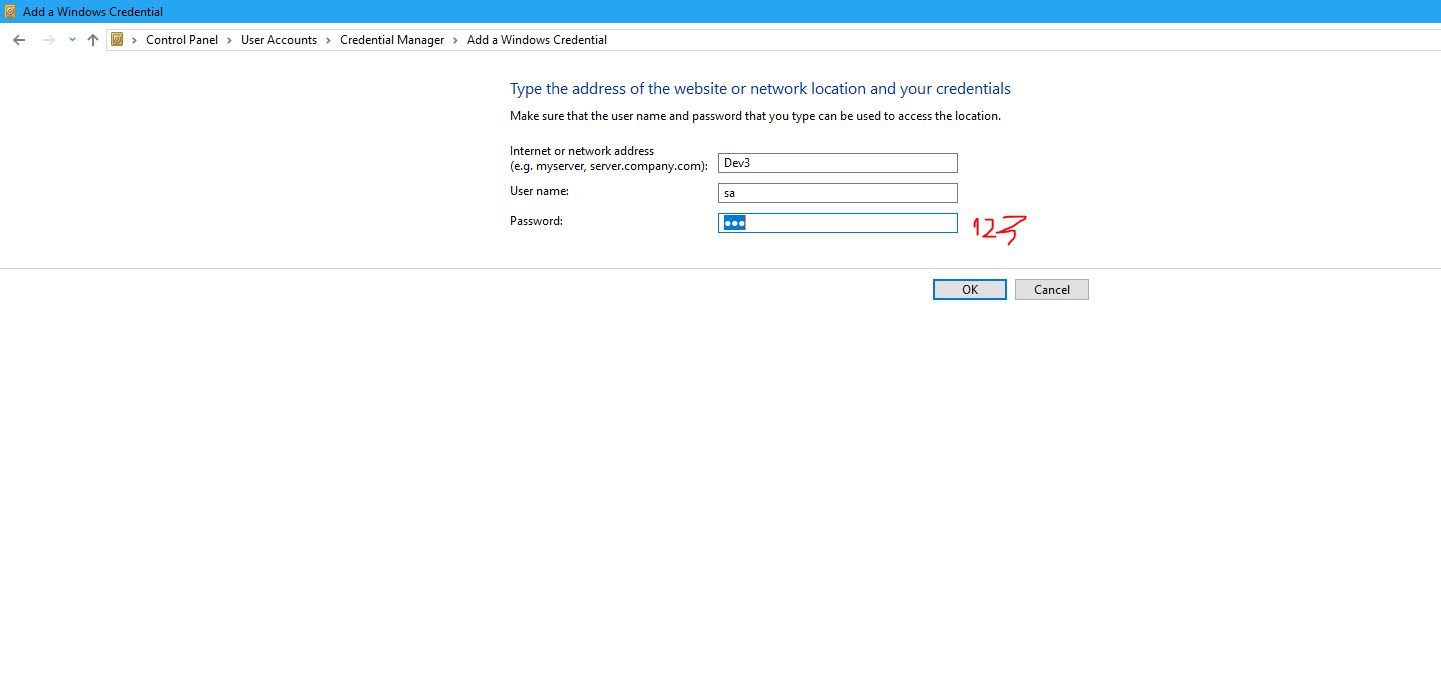 Add a Windows Credential
Control Panel > User Accounts > Credential Manager > Add a Windows Credential
Type the address of the website or network location and your credentials
Make sure that the user name and password that you type can be used to access the location.
Internet or network address
(e.g. myserver, server.company.com): Dev3
User name: sa
Password: ●●● 123
OK Cancel